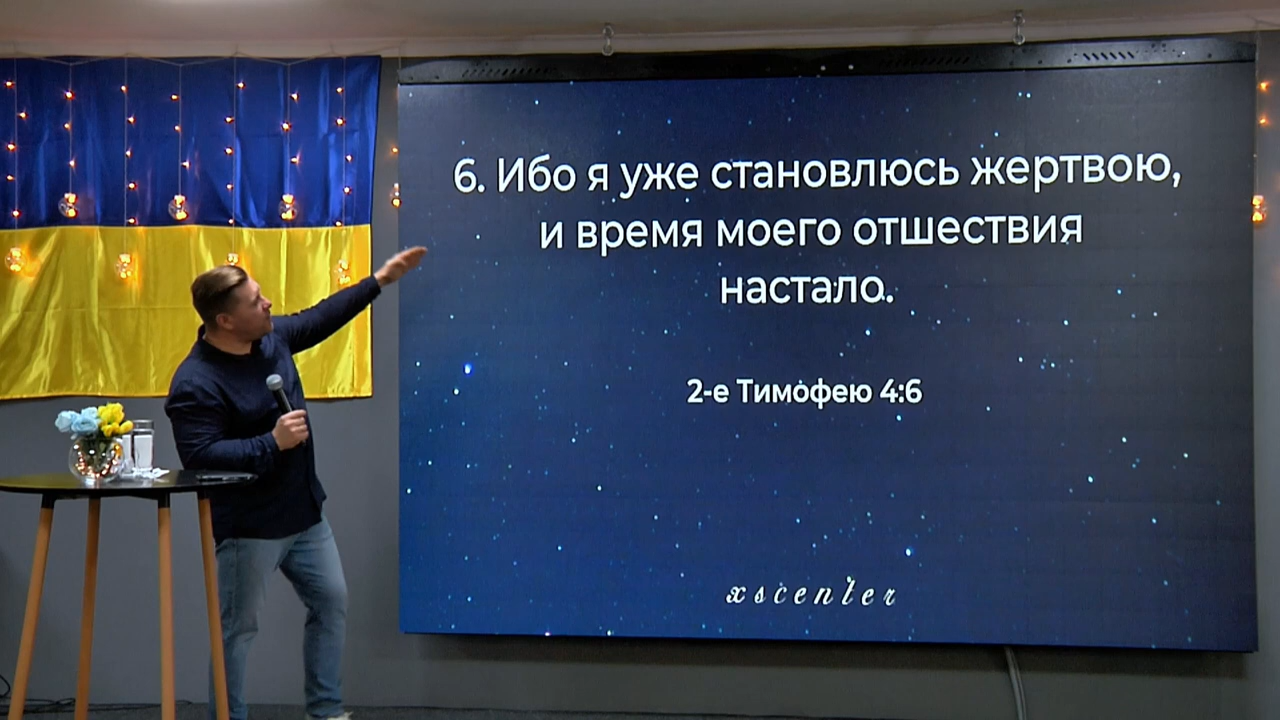 6. Ибо я уже становлюсь жертвою,
и время моего отшествия
настало.
2-е Тимофею 4:6
xscenter